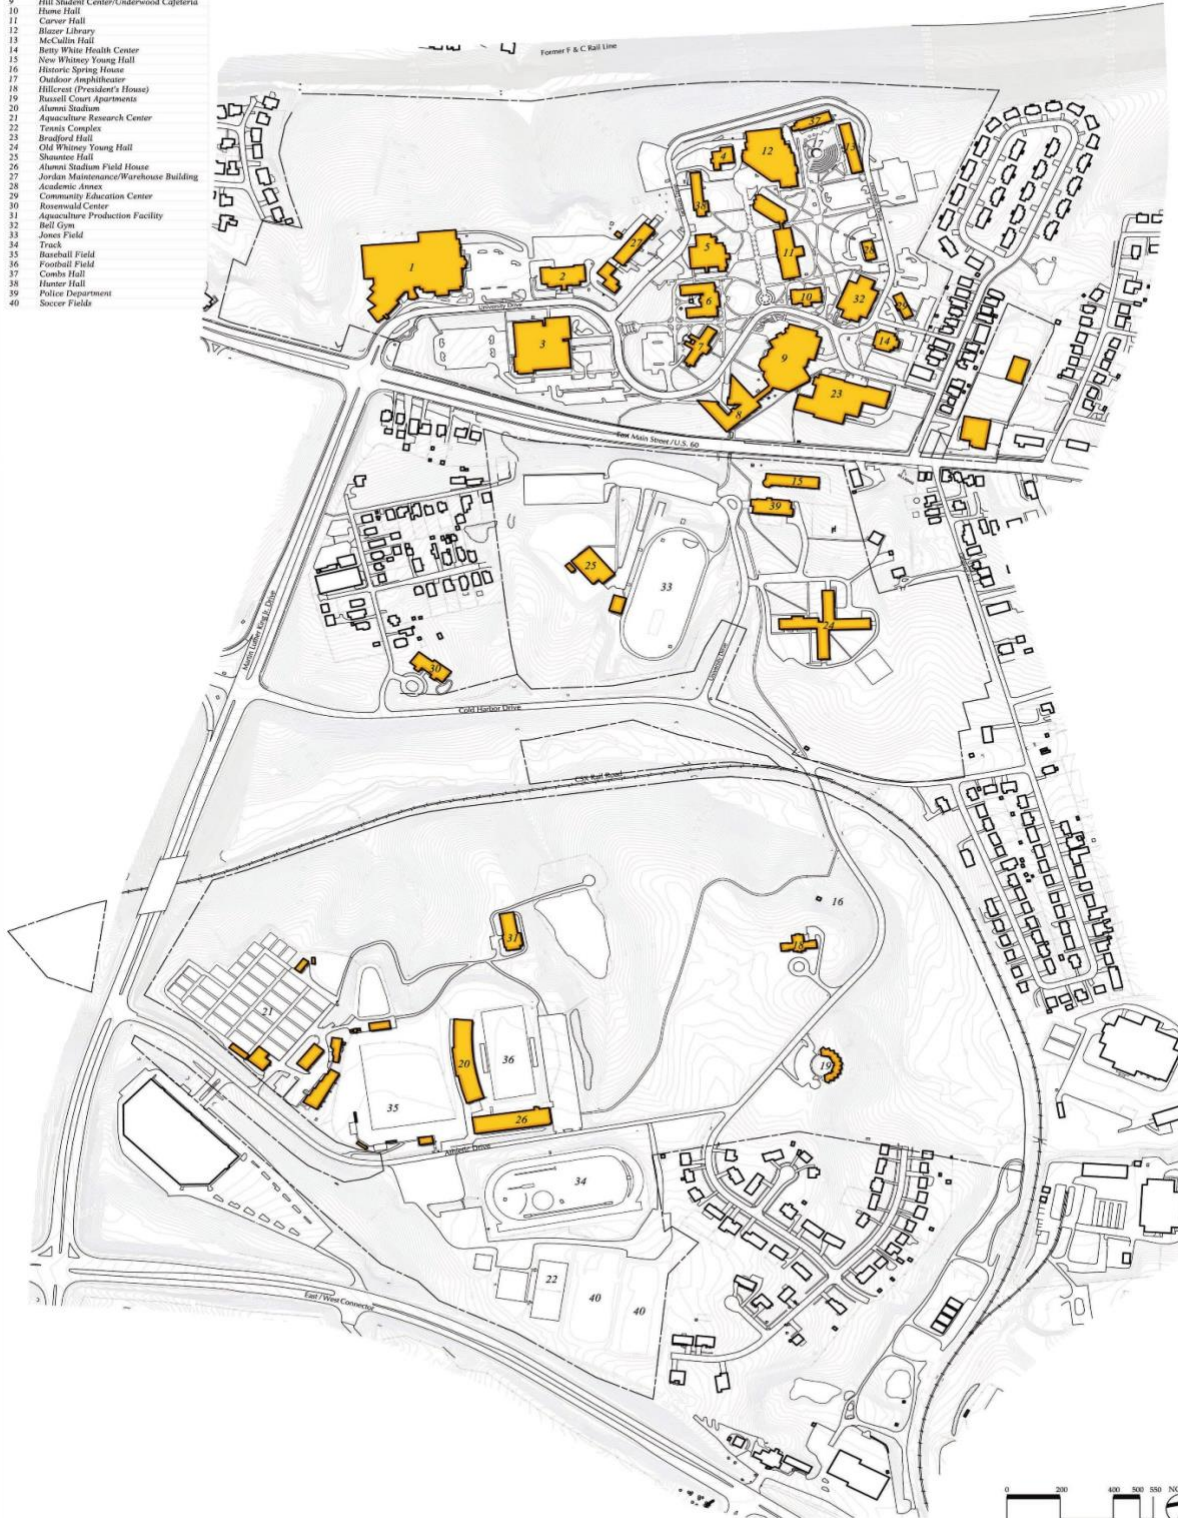 9 Hill Student Center/Underwood Cafeteria
10 Hume Hall
11 Carver Hall
12 Blazer Library
13 McCullin Hall
14 Betty White Health Center
15 New Whitney Young Hall
16 Historic Spring House
17 Outdoor Amphitheater
18 Hillcrest (President's House)
19 Russell Court Apartments
20 Alumni Stadium
21 Aquaculture Research Center
22 Tennis Complex
23 Bradford Hall
24 Old Whitney Young Hall
25 Shauntee Hall
26 Alumni Stadium Field House
27 Jordan Maintenance/Warehouse Building
28 Academic Annex
29 Community Education Center
30 Rosenwald Center
31 Aquaculture Production Facility
32 Bell Gym
33 Jones Field
34 Track
35 Baseball Field
36 Football Field
37 Combs Hall
38 Hunter Hall
39 Police Department
40 Soccer Fields
Former F & C Rail Line
37
17
13
12
4
38
27
5
11
28
1
2
6
10
32
29
University Drive
3
7
9
14
23
8
East Main Street / U.S. 60
15
39
25
33
24
Martin Luther King Jr. Drive
30
University Drive
Cold Harbor Drive
CSX Rail Road
16
31
18
21
20
36
19
35
26
Athletic Drive
34
22
40
40
East / West Connector
0 200 400 500 550